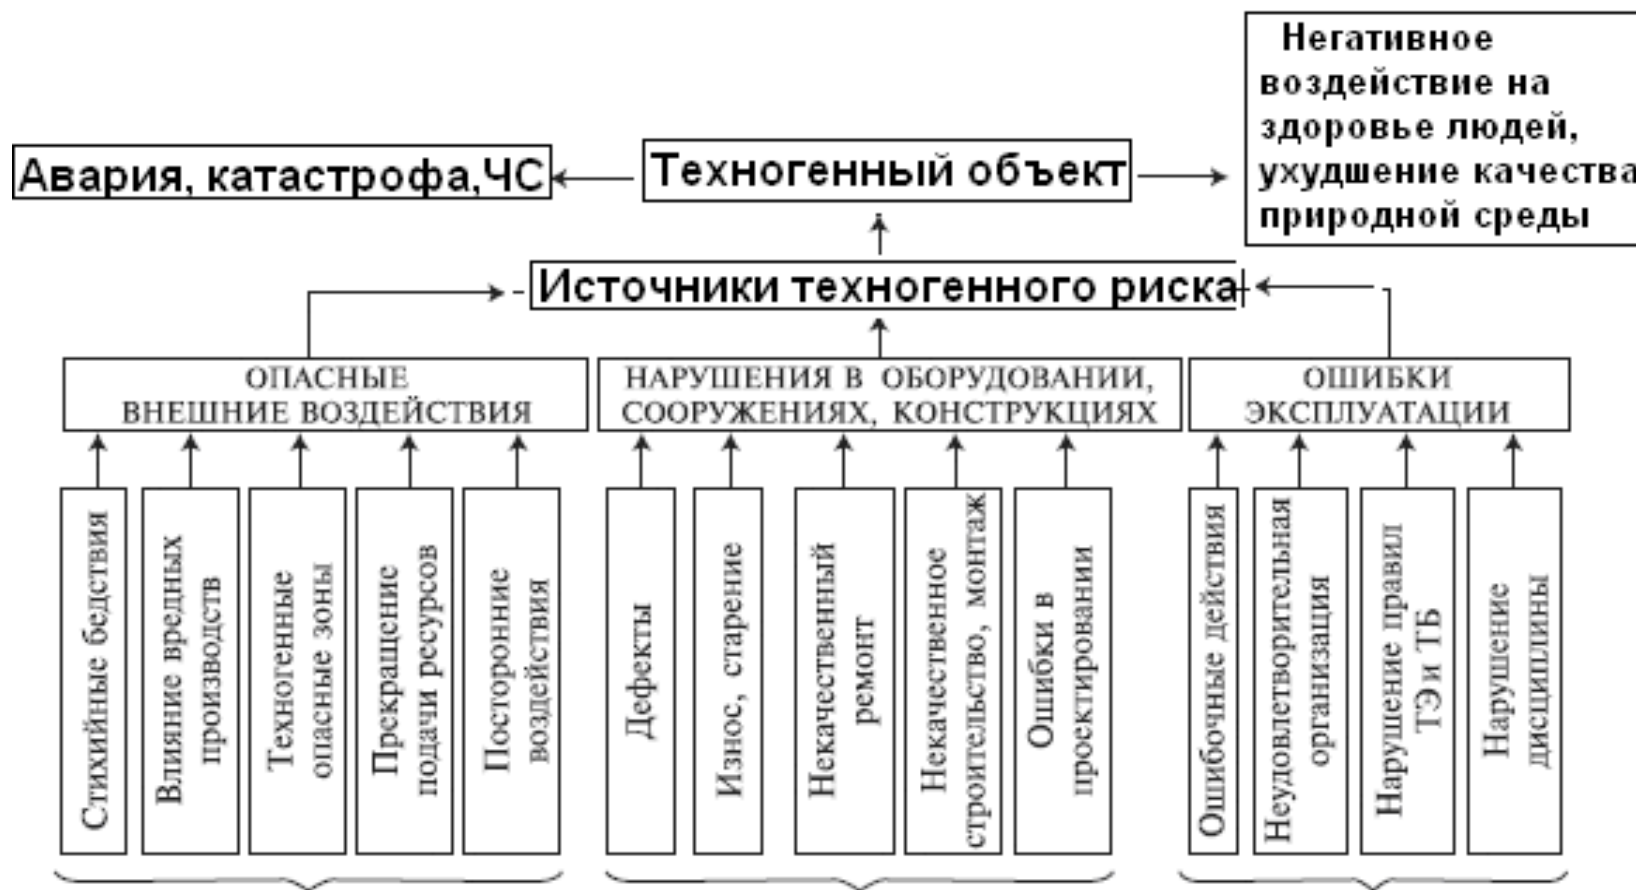 Негативное
воздействие на
здоровье людей,
ухудшение качества
природной среды
Авария, катастрофа,ЧС
Техногенный объект
Источники техногенного риска
ОПАСНЫЕ
ВНЕШНИЕ ВОЗДЕЙСТВИЯ
НАРУШЕНИЯ В ОБОРУДОВАНИИ,
СООРУЖЕНИЯХ, КОНСТРУКЦИЯХ
ОШИБКИ
ЭКСПЛУАТАЦИИ
Стихийные бедствия
Влияние вредных
производств
Техногенные
опасные зоны
Прекращение
подачи ресурсов
Посторонние
воздействия
Дефекты
Износ, старение
Некачественный
ремонт
Некачественное
строительство, монтаж
Ошибки в
проектировании
Ошибочные действия
Неудовлетворительная
организация
Нарушение правил
ТЭ и ТБ
Нарушение
дисциплины